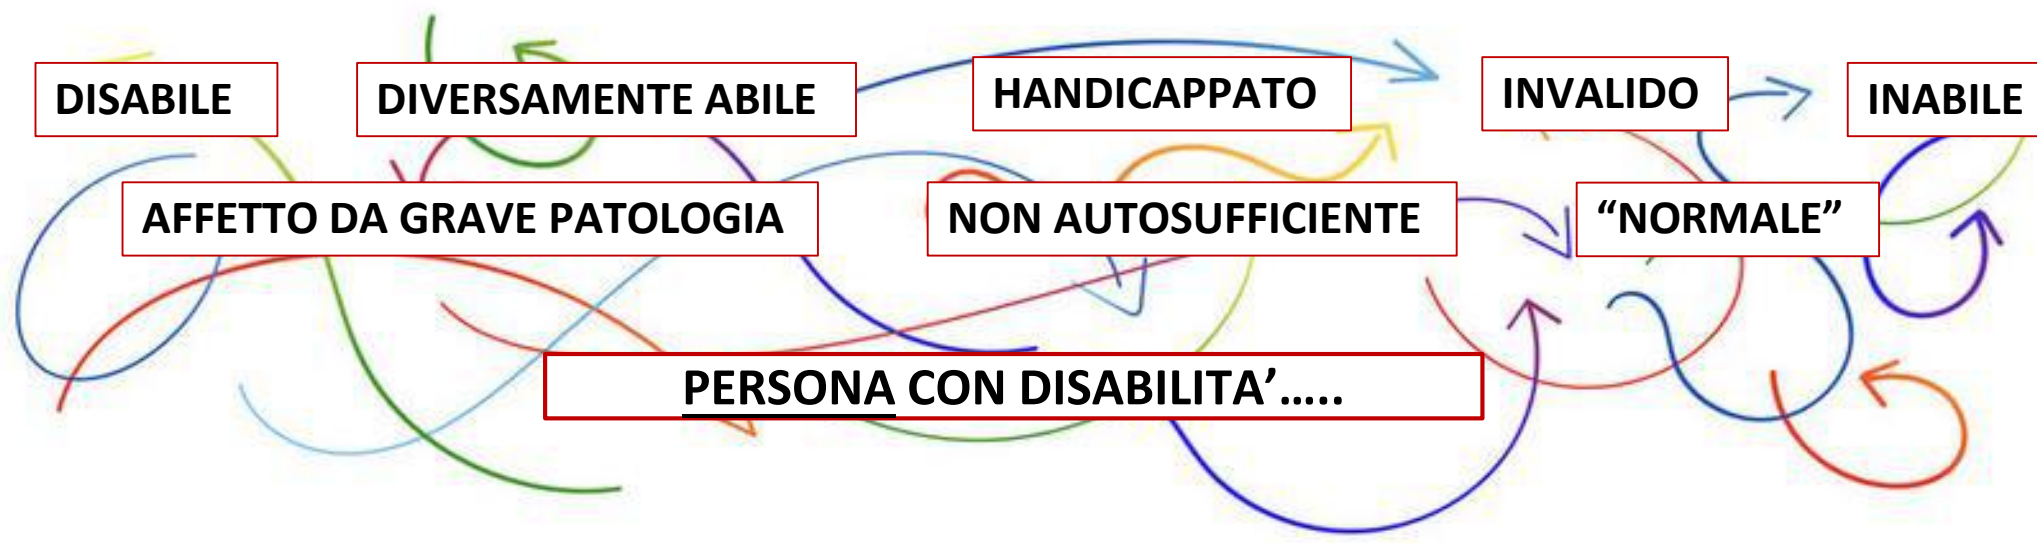 DISABILE
DIVERSAMENTE ABILE
HANDICAPPATO
INVALIDO
INABILE
AFFETTO DA GRAVE PATOLOGIA
NON AUTOSUFFICIENTE
“NORMALE”
PERSONA CON DISABILITA’…..